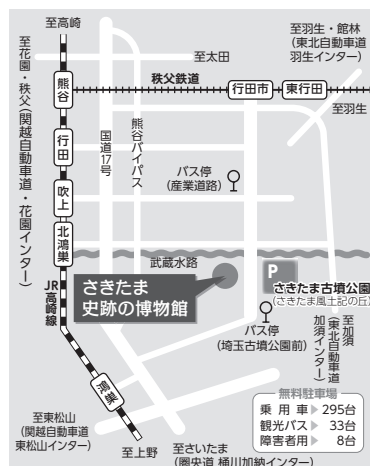 至高崎
至羽生・館林
(東北自動車道
羽生インター)
至太田
至花園・秩父(関越自動車道・花園インター)
秩父鉄道
熊谷
行田市
東行田
至羽生
国道17号
熊谷バイパス
行田
バス停
(産業道路)
吹上
北鴻巣
武蔵水路
P
さきたま
史跡の博物館
さきたま古墳公園
(さきたま風土記の丘)
JR
高崎線
バス停
(埼玉古墳公園前)
至加須
(東北自動車道
加須インター)
鴻巣
無料駐車場
乗用車▶295台
観光バス▶33台
障害者用▶8台
至東松山
(関越自動車道
東松山インター)
至上野
至さいたま
(圏央道 桶川加納インター)